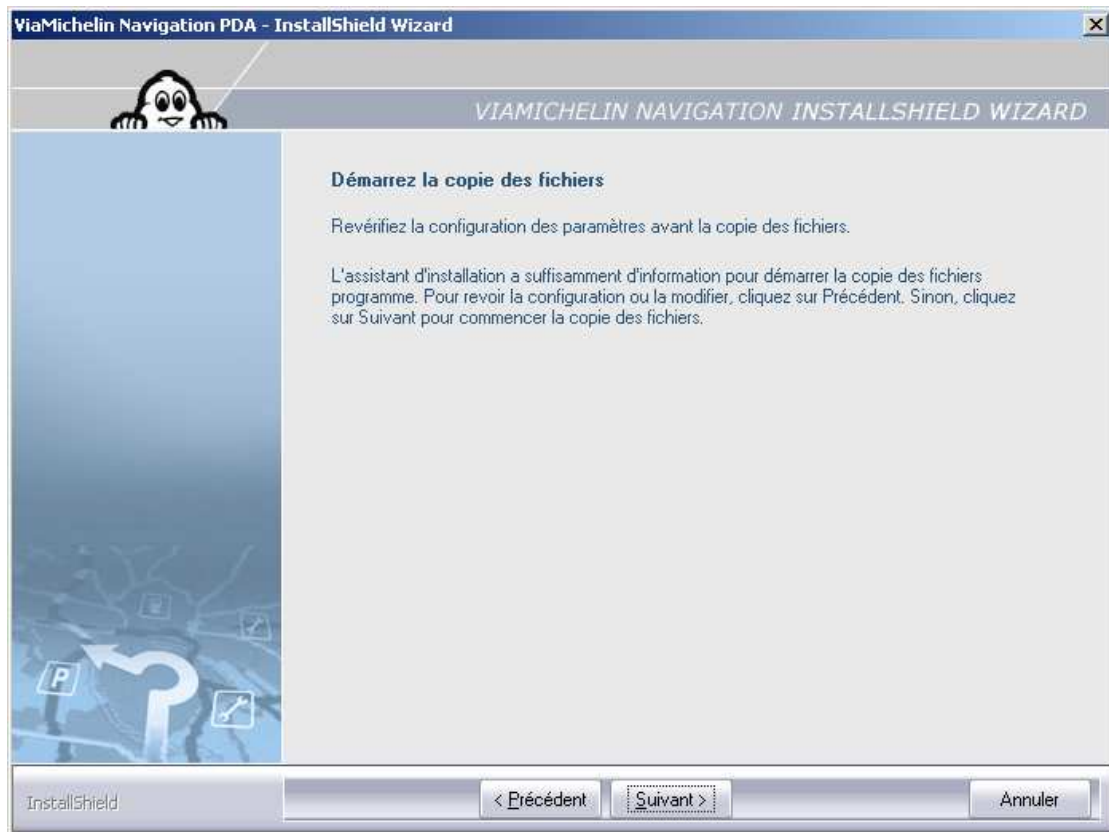 ViaMichelin Navigation PDA - InstallShield Wizard
VIAMICHELIN NAVIGATION INSTALLSHIELD WIZARD
Démarrez la copie des fichiers
Revérifiez la configuration des paramètres avant la copie des fichiers.
L'assistant d'installation a suffisamment d'information pour démarrer la copie des fichiers
programme. Pour revoir la configuration ou la modifier, cliquez sur Précédent. Sinon, cliquez
sur Suivant pour commencer la copie des fichiers.
P
InstallShield
< Précédent
Suivant >
Annuler